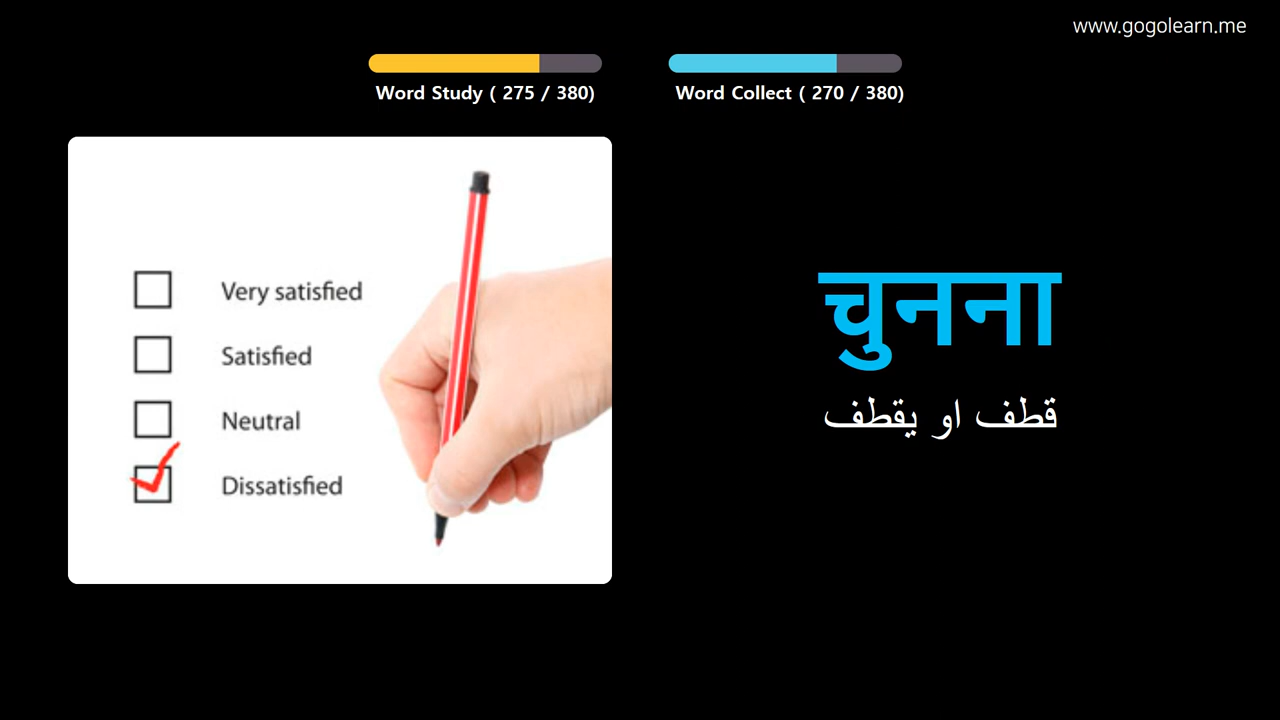 www.gogolearn.me
Word Study ( 275 / 380)
Word Collect ( 270 / 380)
Very satisfied
Satisfied
Neutral
Dissatisfied
चुनना
قطف او يقطف